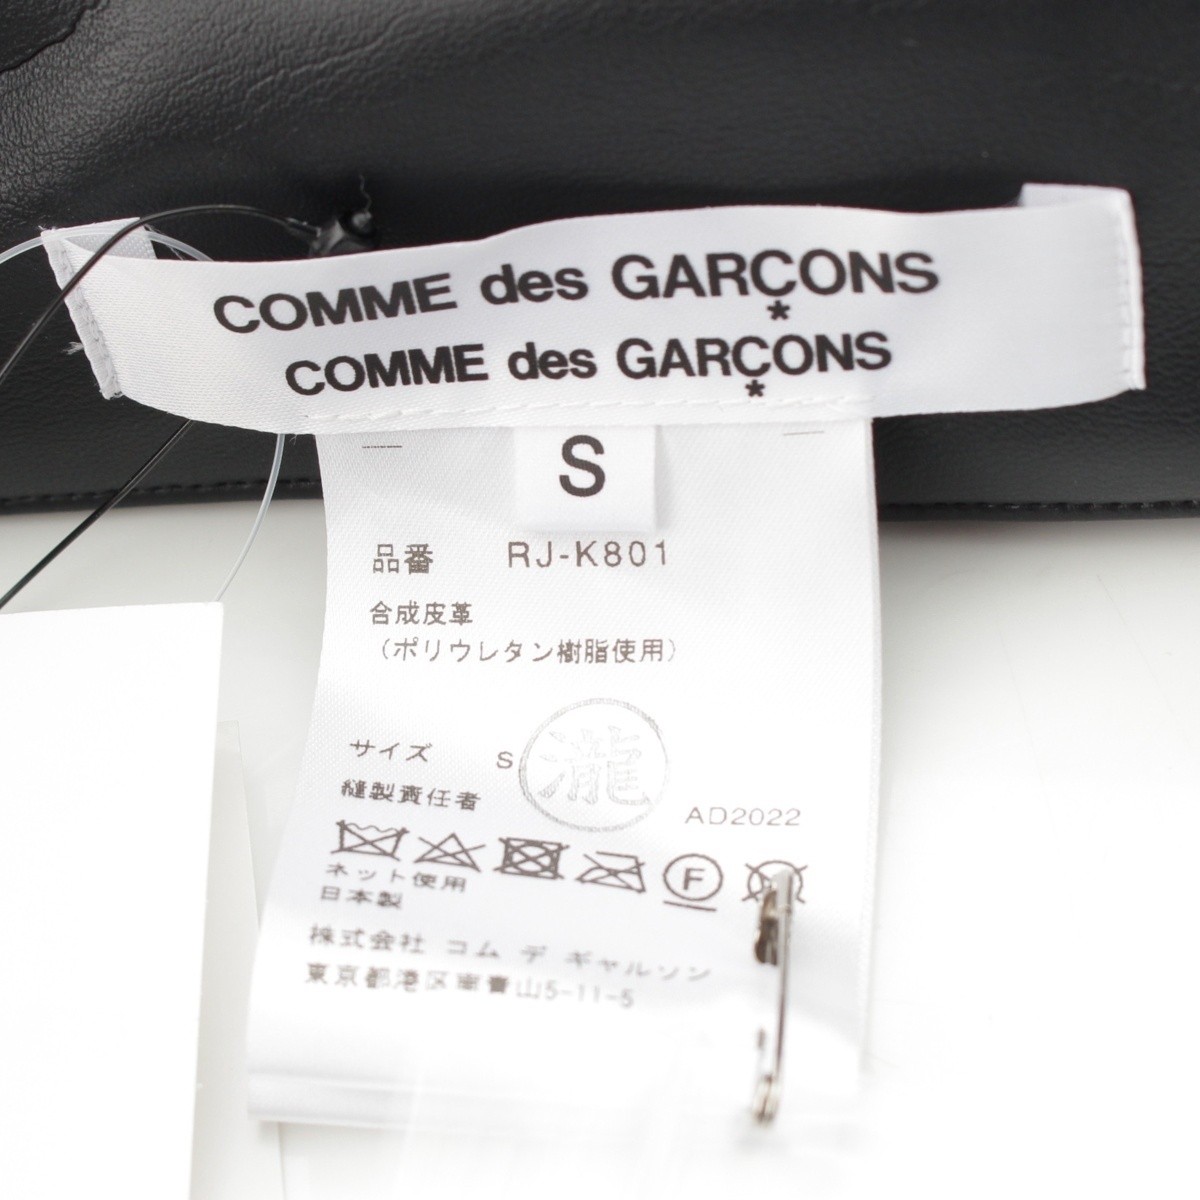 COMME des GARÇONS
*
COMME des GARÇONS
*
S
品番 RJ-K801
合成皮革
(ポリウレタン樹脂使用)
サイズ S
瀧
縫製責任者
AD2022
F
ネット使用
日本製
株式会社 コム デ ギャルソン
東京都港区南青山5-11-5